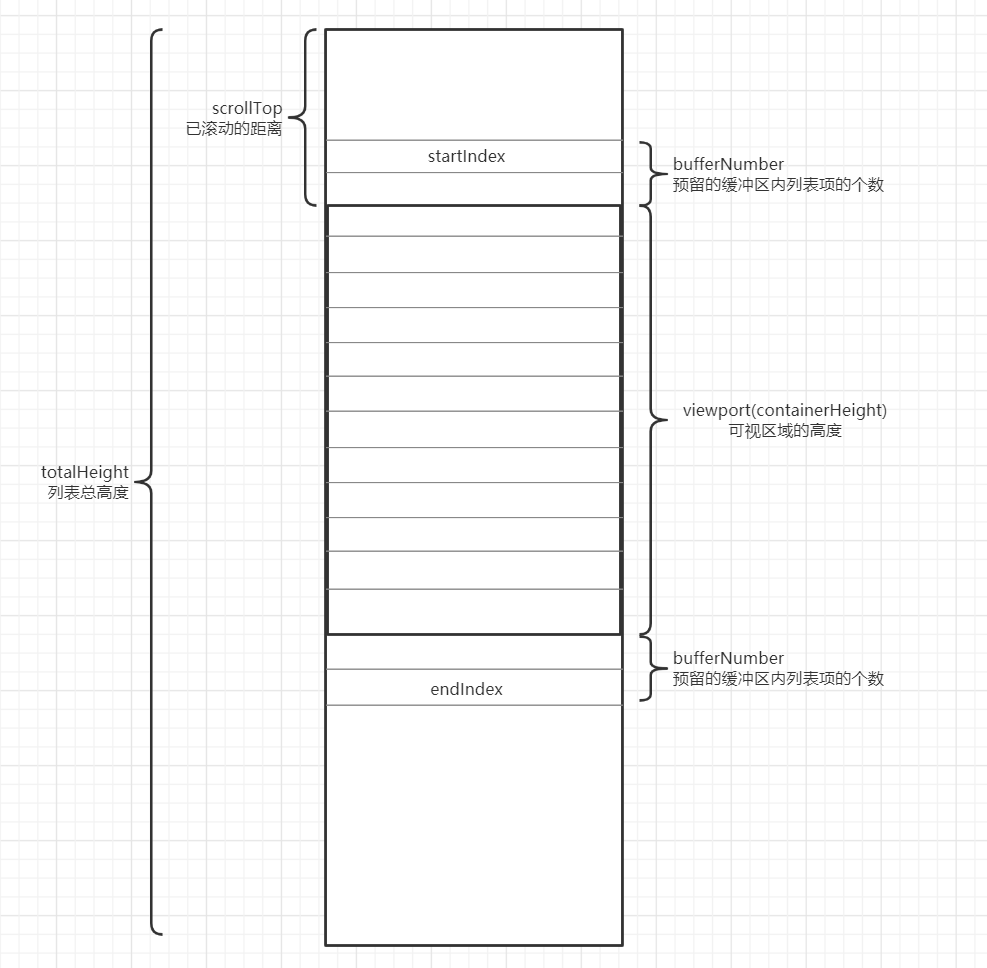 scrollTop
已滚动的距离
startIndex
bufferNumber
预留的缓冲区内列表项的个数
viewport(containerHeight)
可视区域的高度
totalHeight
列表总高度
bufferNumber
预留的缓冲区内列表项的个数
endIndex